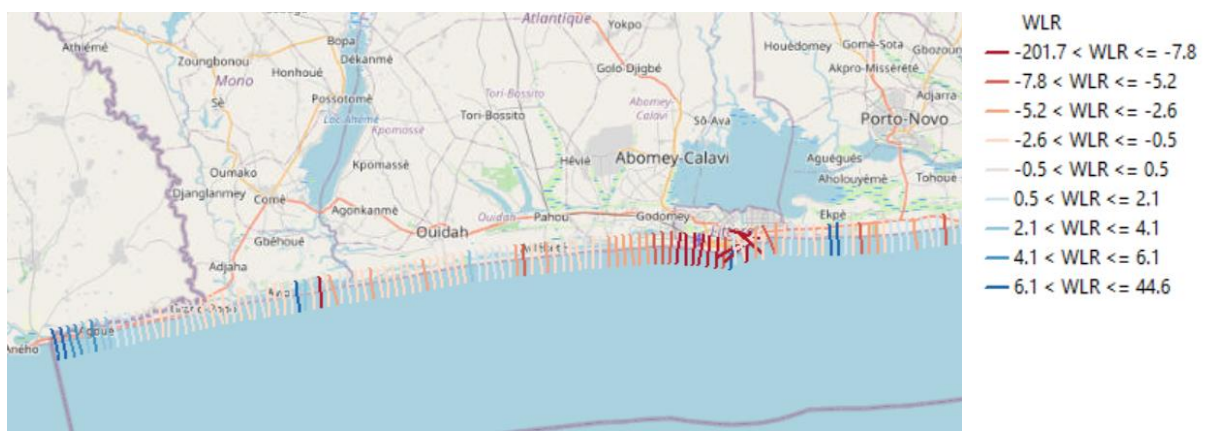 Atlantique
Yokpo
Athiémé
Bopa
Dékanmè
Houédomey
Gomè-Sota
Zoungbonou
Golo-Djigbé
Mono
Honhoué
Akpro-Missérété
Sè
Possotomè
Tori-Bossito
Abomey-
Calavi
Adjarra
Lac Ahémé
Kpomassè
Tori-Bossito
Sô-Ava
Porto-Novo
Oumako
Kpomassè
Hêvié
Abomey-Calavi
Aguégués
Djanglanmey
Comè
Aholouyèmè
Tohoue
Agonkanmè
Ouidah
Pahou
Godomey
Ekpè
Gbéhoué
Ouidah
Adjaha
WLR
-201.7 < WLR <= -7.8
-7.8 < WLR <= -5.2
-5.2 < WLR <= -2.6
-2.6 < WLR <= -0.5
-0.5 < WLR <= 0.5
0.5 < WLR <= 2.1
2.1 < WLR <= 4.1
4.1 < WLR <= 6.1
6.1 < WLR <= 44.6